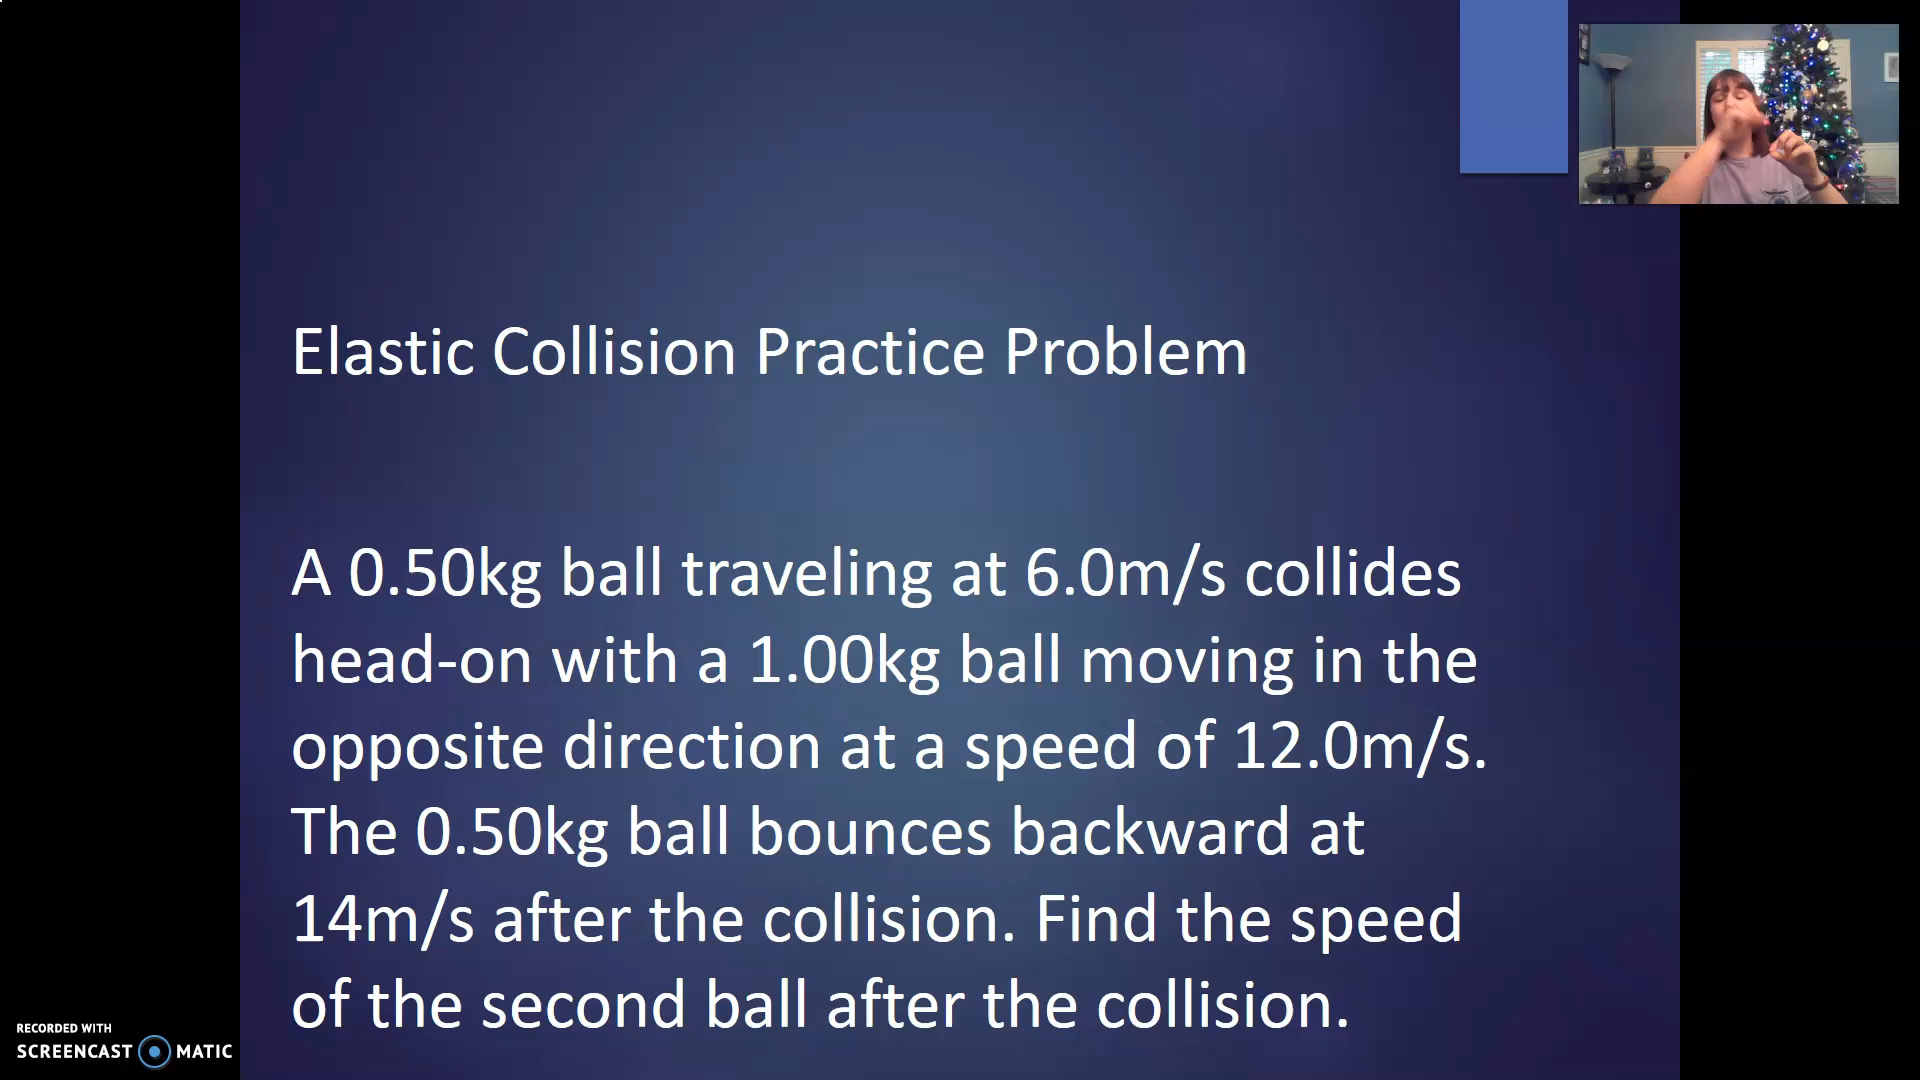 Elastic Collision Practice Problem
A 0.50kg ball traveling at 6.0m/s collides
head-on with a 1.00kg ball moving in the
opposite direction at a speed of 12.0m/s.
The 0.50kg ball bounces backward at
14m/s after the collision. Find the speed
of the second ball after the collision.
RECORDED WITH
SCREENCAST MATIC